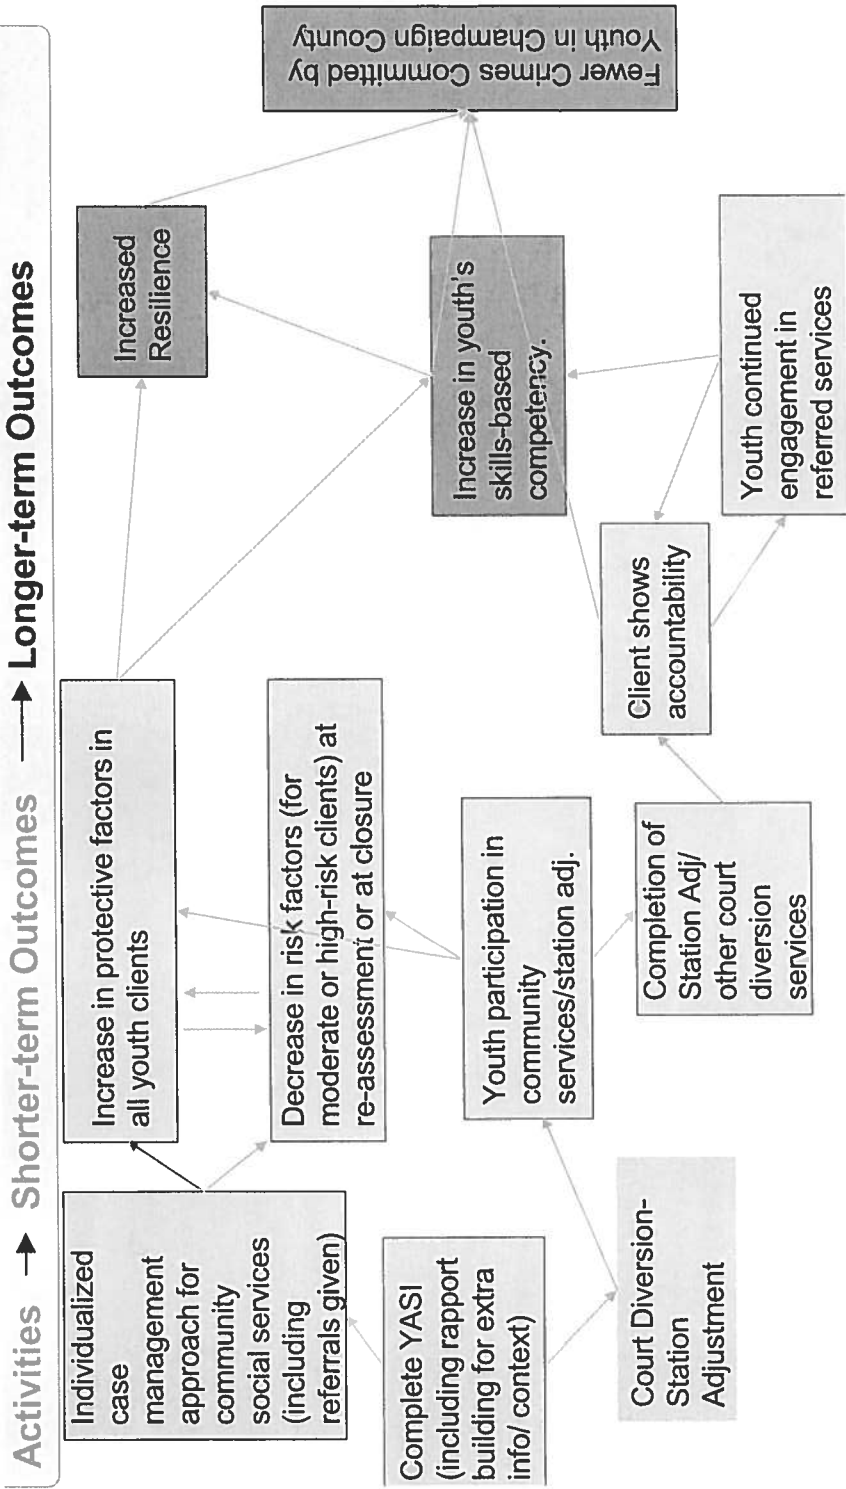 Activities → Shorter-term Outcomes → Longer-term Outcomes
Individualized
case
management
approach for
community
social services
(including
referrals given)
Complete YASI
(including rapport
building for extra
info/ context)
Court Diversion-
Station
Adjustment
Increase in protective factors in
all youth clients
Decrease in risk factors (for
moderate or high-risk clients) at
re-assessment or at closure
Youth participation in
community
services/station adj.
Completion of
Station Adj/
other court
diversion
services
Client shows
accountability
Youth continued
engagement in
referred services
Increased
Resilience
Increase in youth's
skills-based
competency.
Fewer Crimes Committed by
Youth in Champaign County